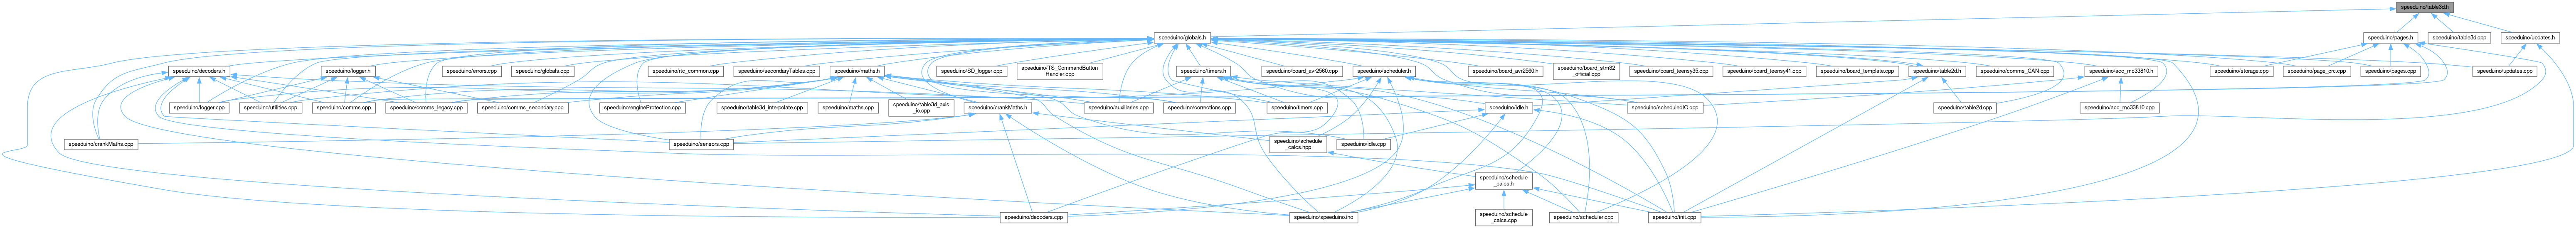 speeduino/table3d.h
speeduino/globals.h
speeduino/pages.h
speeduino/table3d.cpp
speeduino/updates.h
speeduino/decoders.h
speeduino/logger.h
speeduino/errors.cpp
speeduino/globals.cpp
speeduino/rtc_common.cpp
speeduino/secondaryTables.cpp
speeduino/maths.h
speeduino/SD_logger.cpp
speeduino/TS_CommandButton
Handler.cpp
speeduino/timers.h
speeduino/board_avr2560.cpp
speeduino/scheduler.h
speeduino/board_avr2560.h
speeduino/board_stm32
_official.cpp
speeduino/board_teensy35.cpp
speeduino/board_teensy41.cpp
speeduino/board_template.cpp
speeduino/table2d.h
speeduino/comms_CAN.cpp
speeduino/acc_mc33810.h
speeduino/storage.cpp
speeduino/page_crc.cpp
speeduino/pages.cpp
speeduino/updates.cpp
speeduino/logger.cpp
speeduino/utilities.cpp
speeduino/comms.cpp
speeduino/comms_legacy.cpp
speeduino/comms_secondary.cpp
speeduino/engineProtection.cpp
speeduino/table3d_interpolate.cpp
speeduino/maths.cpp
speeduino/table3d_axis
_io.cpp
speeduino/crankMaths.h
speeduino/auxiliaries.cpp
speeduino/corrections.cpp
speeduino/timers.cpp
speeduino/idle.h
speeduino/scheduledIO.cpp
speeduino/table2d.cpp
speeduino/acc_mc33810.cpp
speeduino/crankMaths.cpp
speeduino/sensors.cpp
speeduino/schedule
_calcs.hpp
speeduino/idle.cpp
speeduino/schedule
_calcs.h
speeduino/decoders.cpp
speeduino/speeduino.ino
speeduino/schedule
_calcs.cpp
speeduino/scheduler.cpp
speeduino/init.cpp